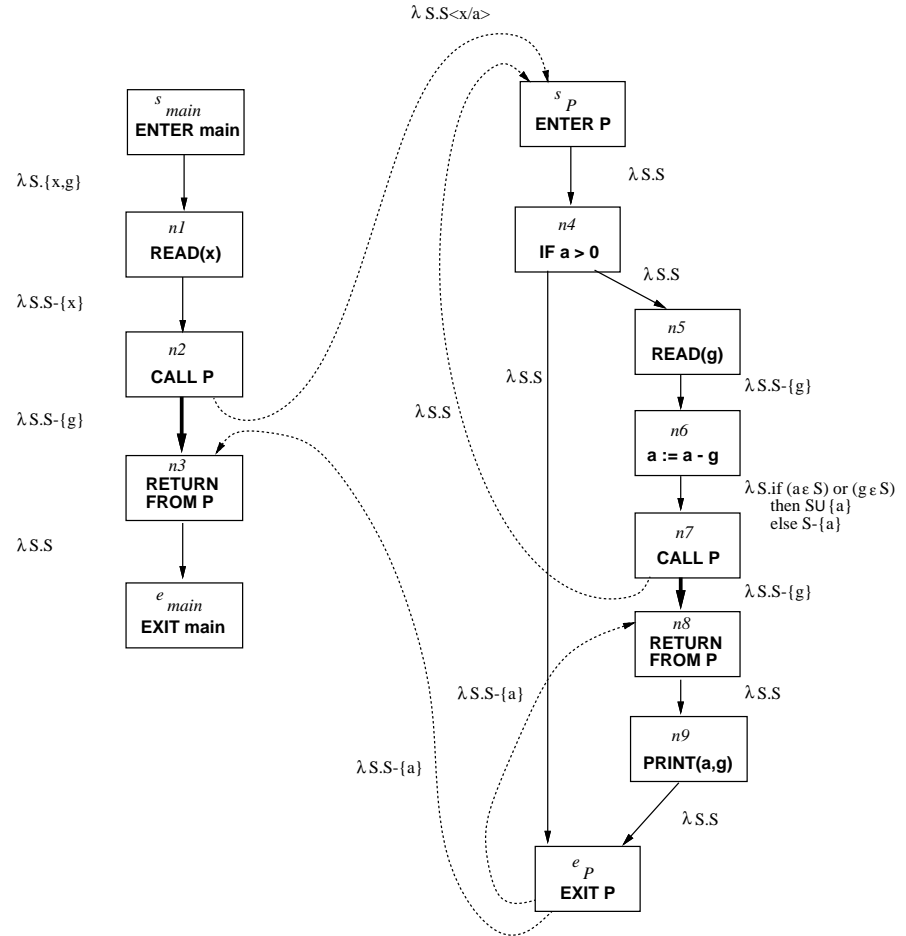 λ S.S<x/a>
s main
ENTER main
λ S.{x,g}
n1
READ(x)
λ S.S-{x}
n2
CALL P
λ S.S-{g}
n3
RETURN
FROM P
λ S.S
e main
EXIT main
s P
ENTER P
λ S.S
n4
IF a > 0
λ S.S
n5
READ(g)
λ S.S
λ S.S-{g}
λ S.S
n6
a := a - g
λ S.if (a ε S) or (g ε S)
then S∪{a}
else S-{a}
n7
CALL P
λ S.S-{g}
n8
RETURN
FROM P
λ S.S-{a}
λ S.S
n9
PRINT(a,g)
λ S.S-{a}
λ S.S
e P
EXIT P